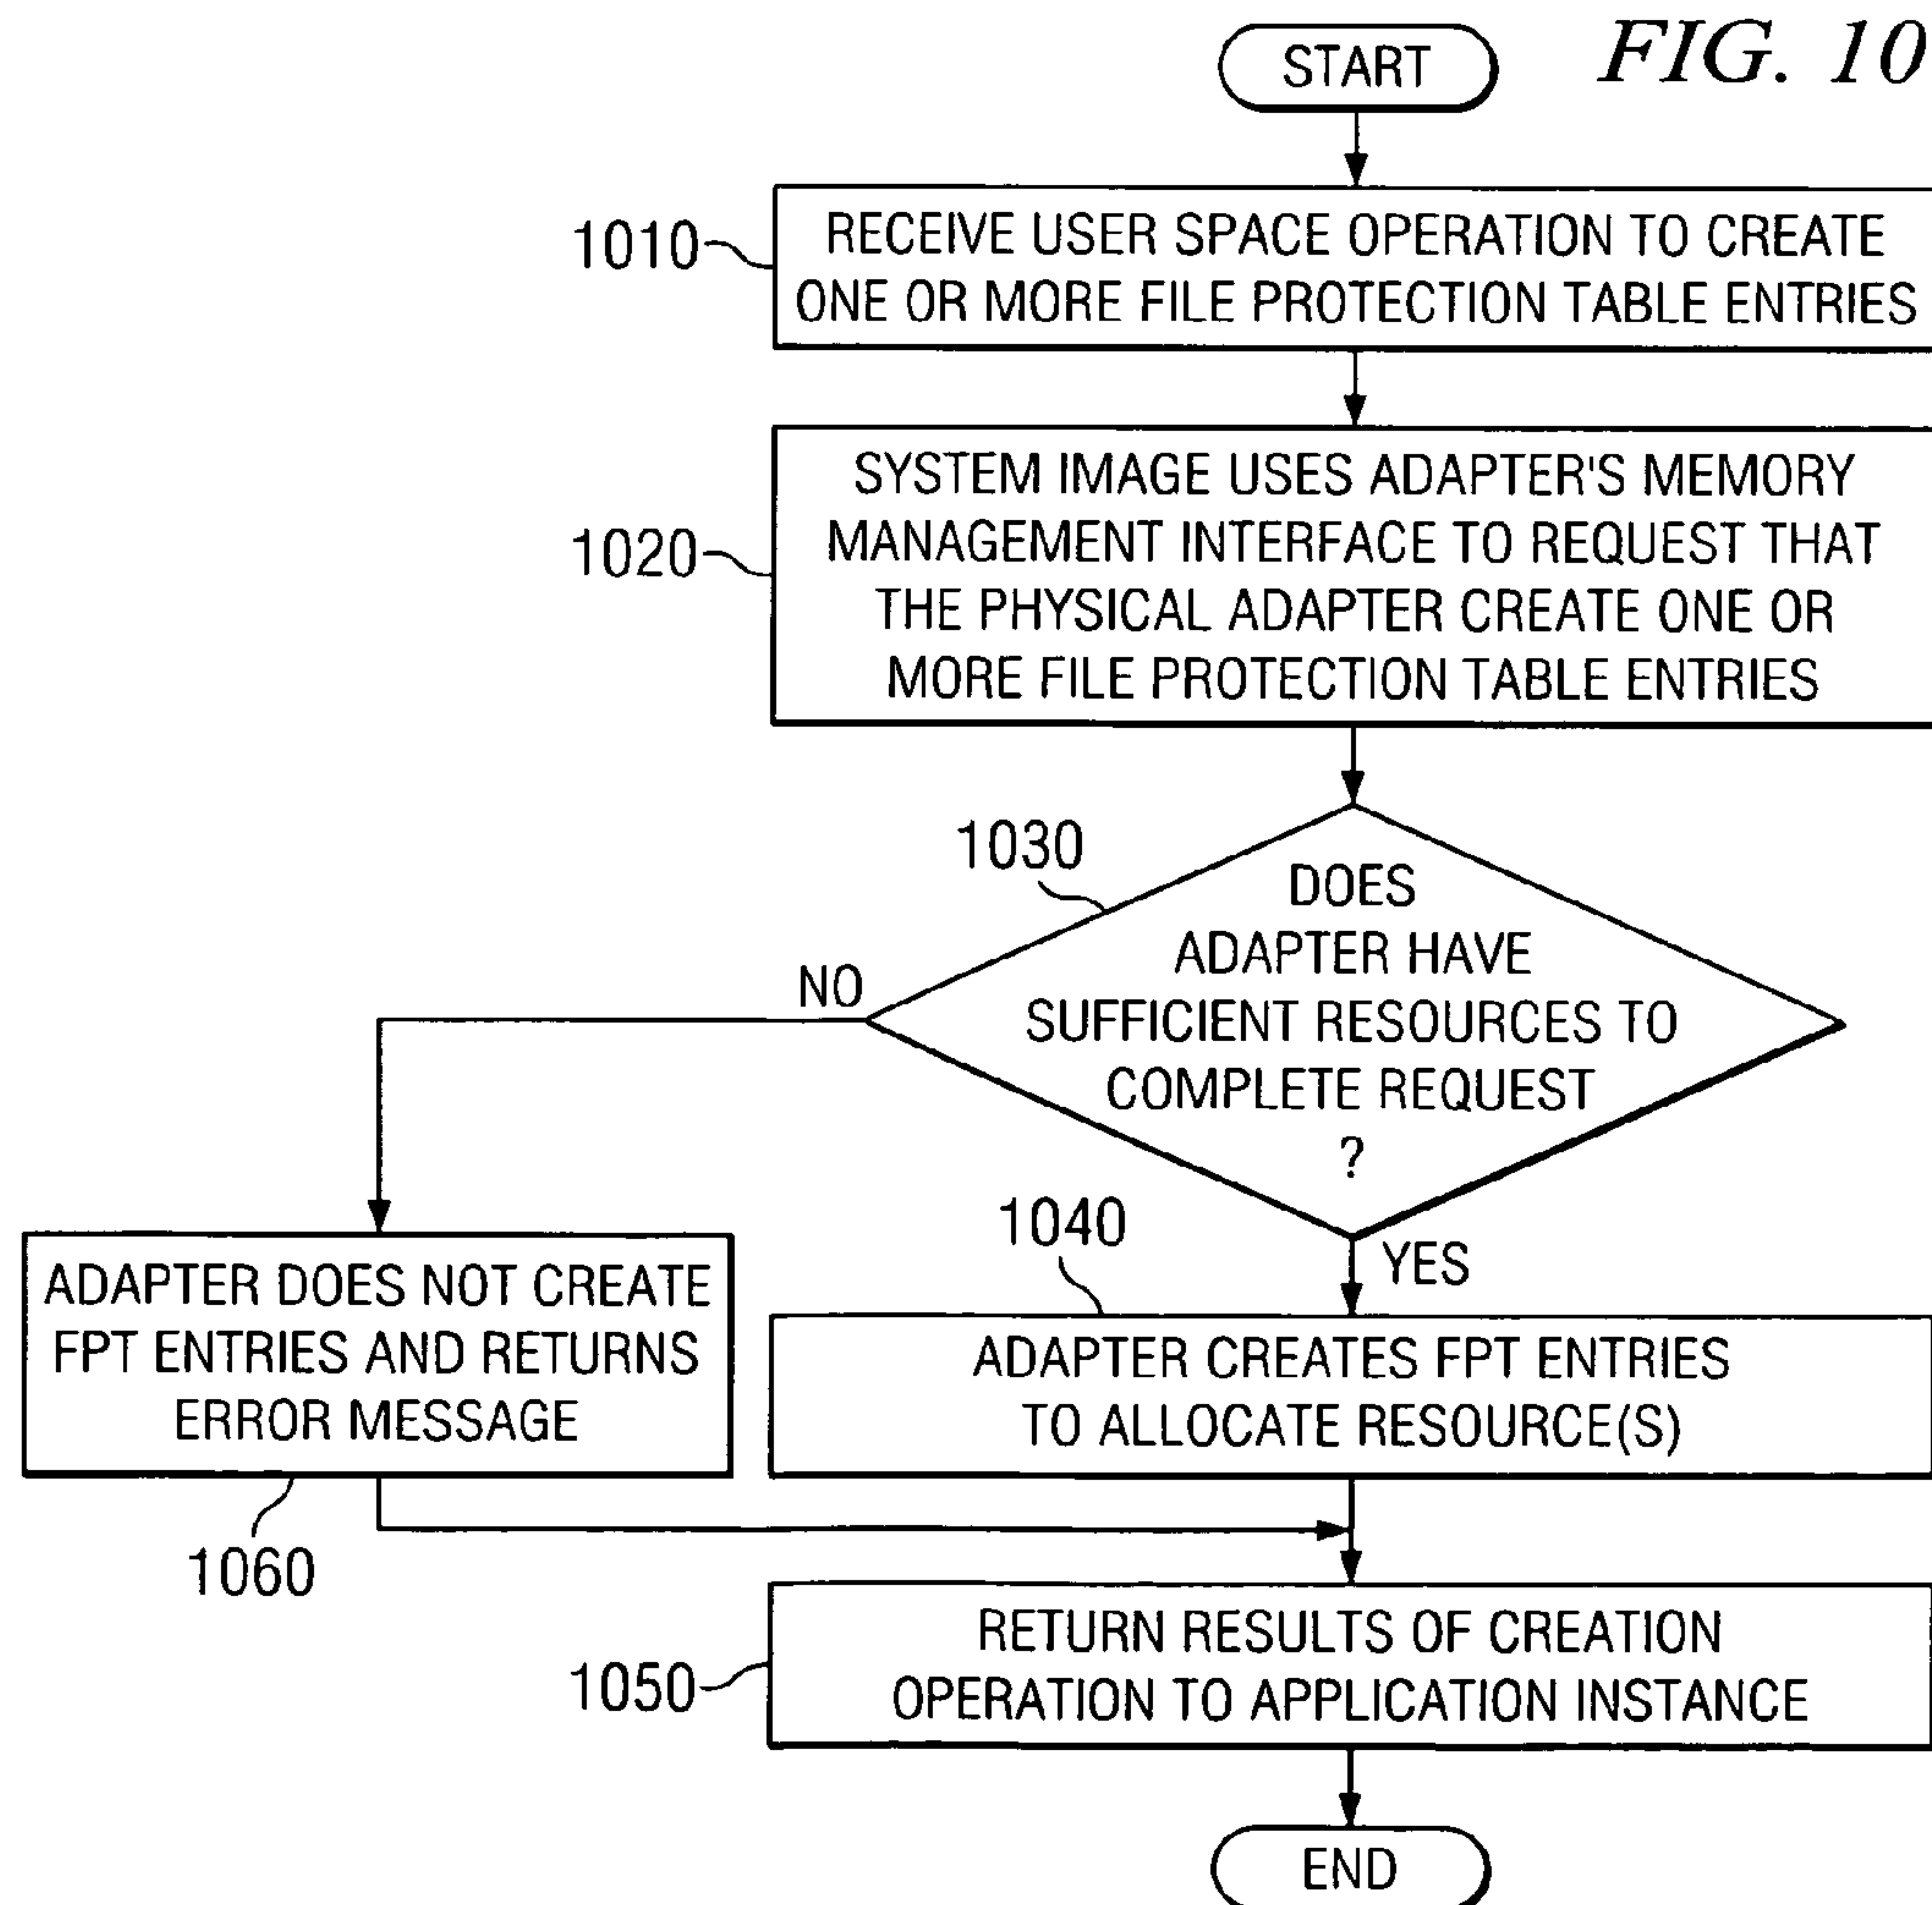 START
FIG. 10
1010
RECEIVE USER SPACE OPERATION TO CREATE
ONE OR MORE FILE PROTECTION TABLE ENTRIES
1020
SYSTEM IMAGE USES ADAPTER'S MEMORY
MANAGEMENT INTERFACE TO REQUEST THAT
THE PHYSICAL ADAPTER CREATE ONE OR
MORE FILE PROTECTION TABLE ENTRIES
1030
DOES
ADAPTER HAVE
SUFFICIENT RESOURCES TO
COMPLETE REQUEST
?
NO
YES
1040
ADAPTER DOES NOT CREATE
FPT ENTRIES AND RETURNS
ERROR MESSAGE
1060
ADAPTER CREATES FPT ENTRIES
TO ALLOCATE RESOURCE(S)
1050
RETURN RESULTS OF CREATION
OPERATION TO APPLICATION INSTANCE
END